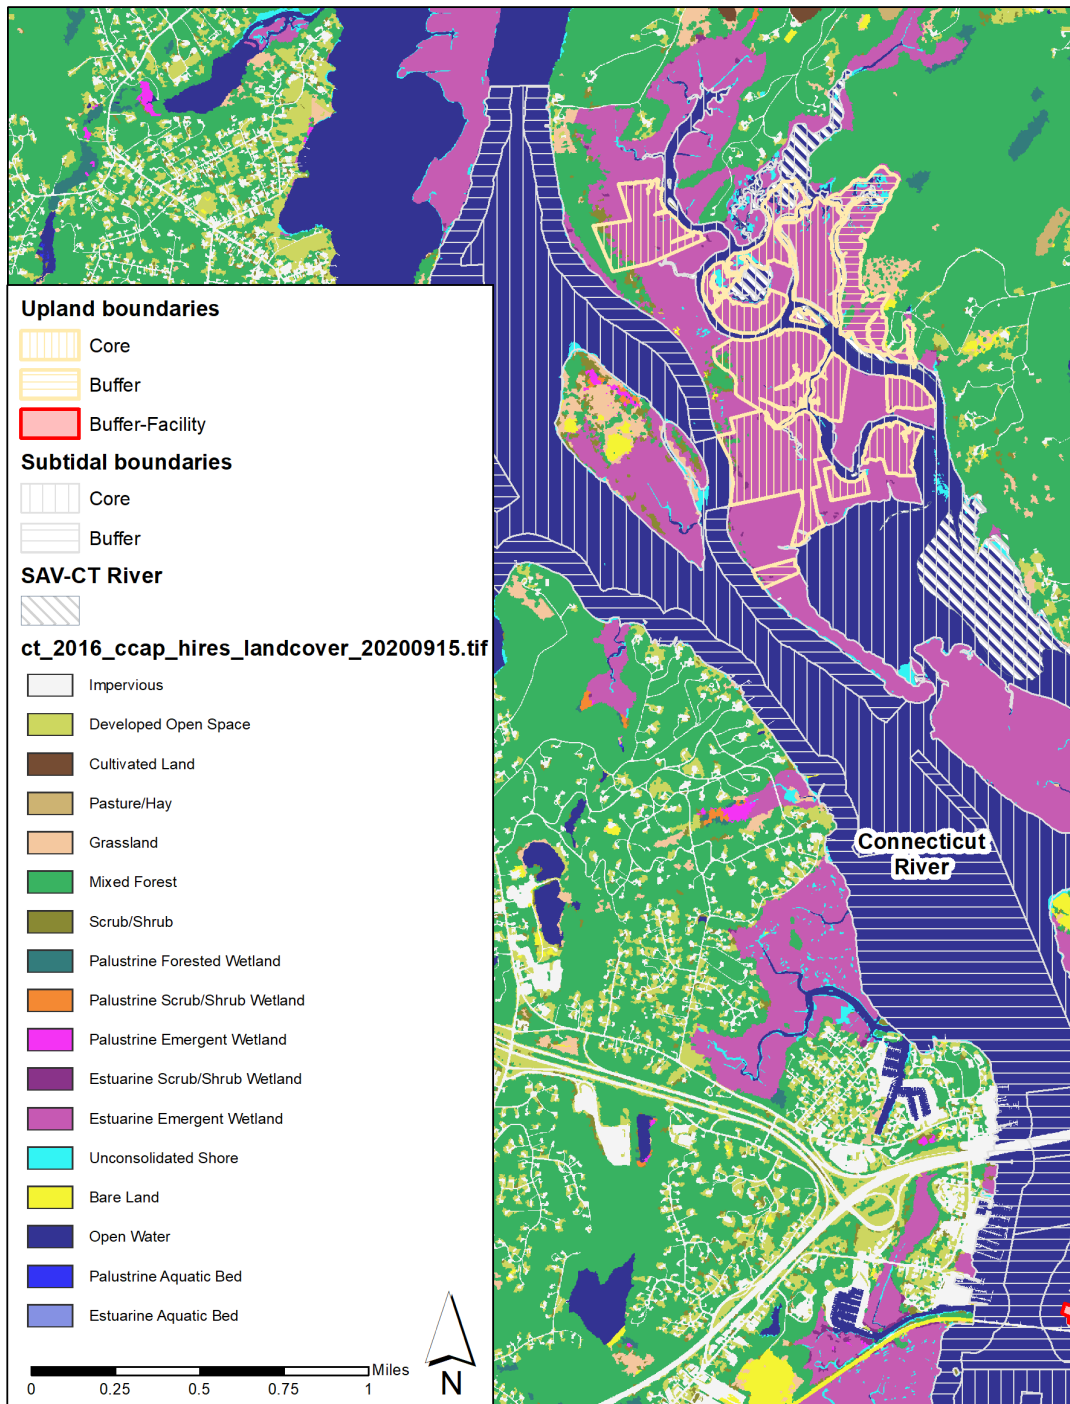 Upland boundaries
Core
Buffer
Buffer-Facility
Subtidal boundaries
Core
Buffer
SAV-CT River
ct_2016_ccap_hires_landcover_20200915.tif
Impervious
Developed Open Space
Cultivated Land
Pasture/Hay
Grassland
Mixed Forest
Scrub/Shrub
Palustrine Forested Wetland
Palustrine Scrub/Shrub Wetland
Palustrine Emergent Wetland
Estuarine Scrub/Shrub Wetland
Estuarine Emergent Wetland
Unconsolidated Shore
Bare Land
Open Water
Palustrine Aquatic Bed
Estuarine Aquatic Bed
Miles
0 0.25 0.5 0.75 1
N
Connecticut
River